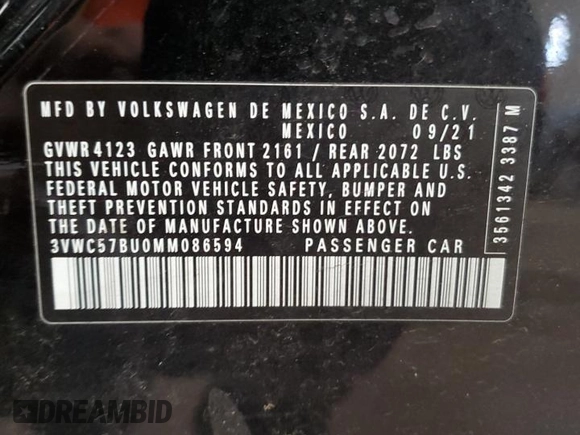 MFD BY VOLKSWAGEN DE MEXICO S.A. DE C.V.
MEXICO 09/21
GVWR 4123 GAWR FRONT 2161 / REAR 2072 LBS
THIS VEHICLE CONFORMS TO ALL APPLICABLE U.S.
FEDERAL MOTOR VEHICLE SAFETY, BUMPER AND
THEFT PREVENTION STANDARDS IN EFFECT ON
THE DATE OF MANUFACTURE SHOWN ABOVE.
3VWC57BU0MM086594 PASSENGER CAR
3561342 3387 M
DREAMBID